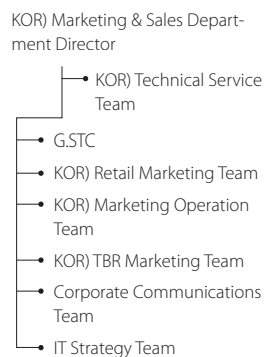 KOR) Marketing & Sales Depart-
ment Director
KOR) Technical Service
Team
G.STC
KOR) Retail Marketing Team
KOR) Marketing Operation
Team
KOR) TBR Marketing Team
Corporate Communications
Team
IT Strategy Team